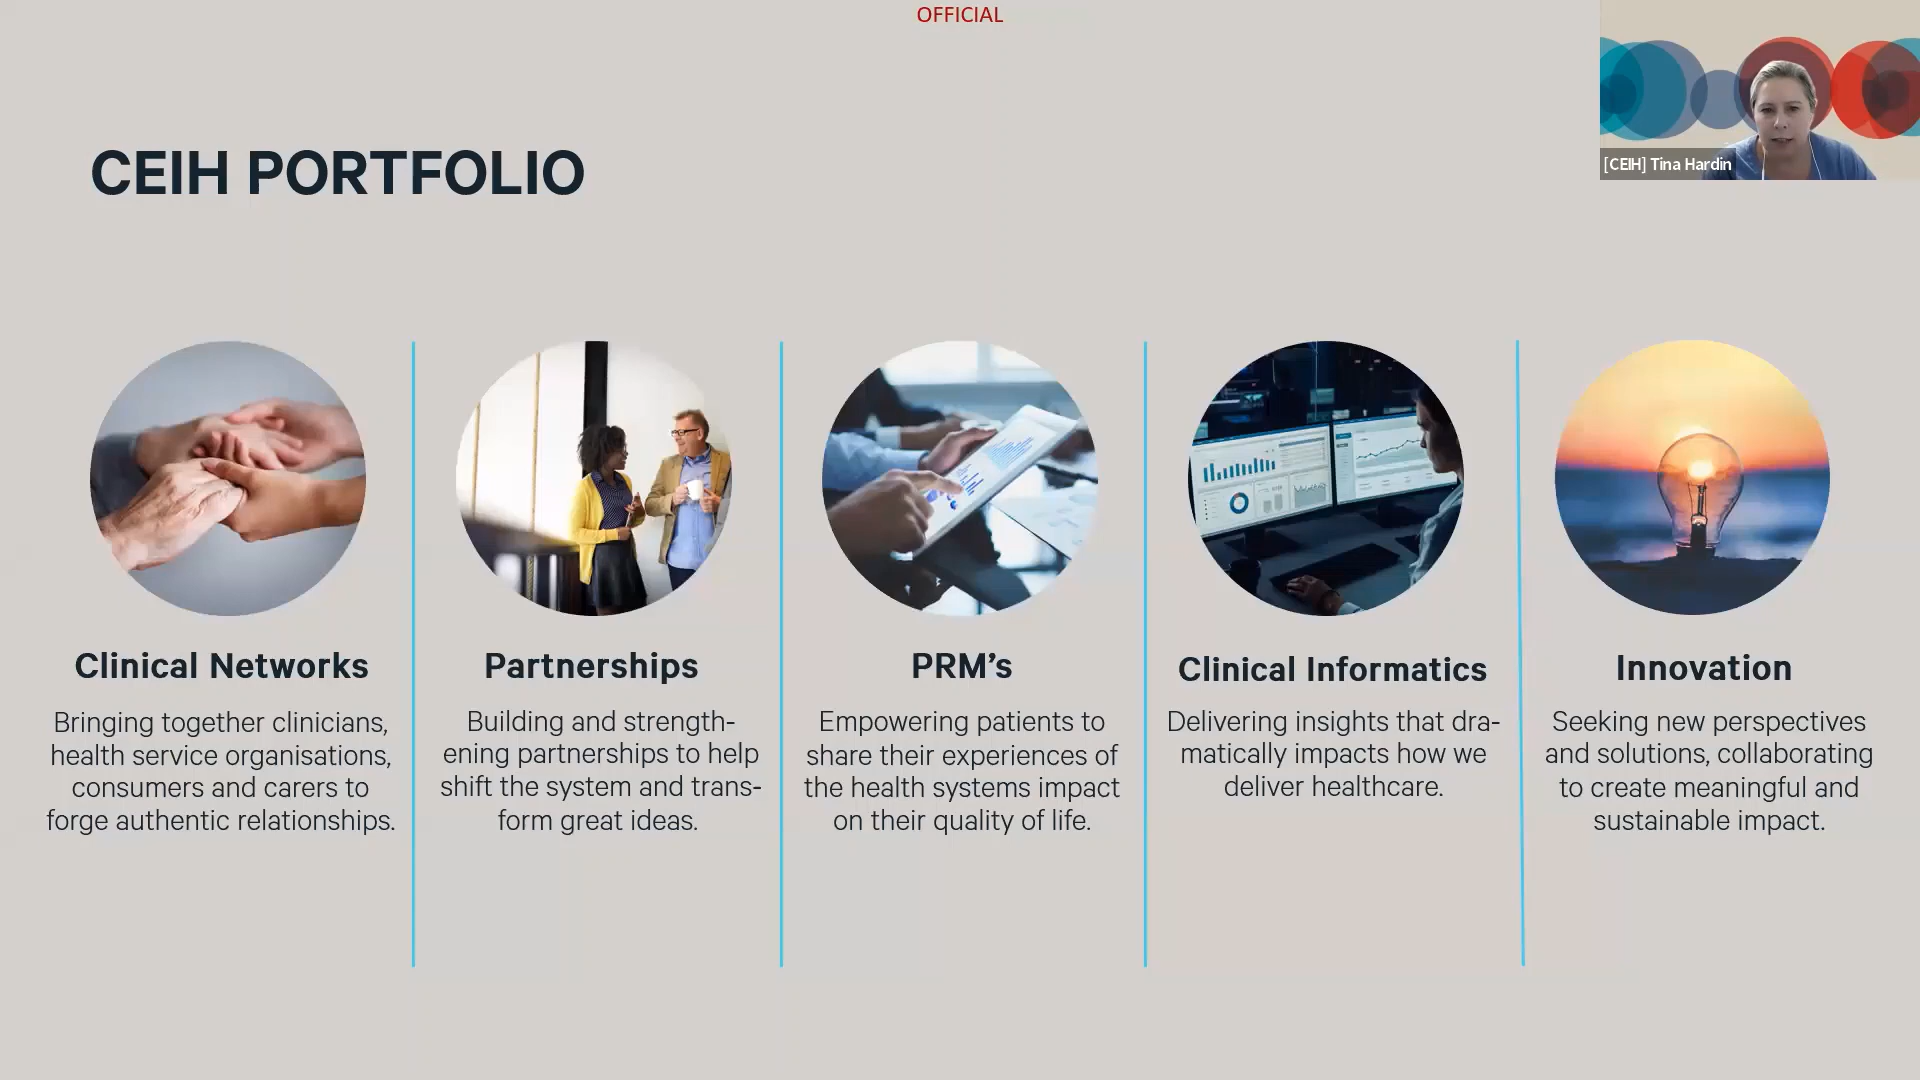 OFFICIAL
[CEIH] Tina Hardin
CEIH PORTFOLIO
Clinical Networks
Bringing together clinicians,
health service organisations,
consumers and carers to
forge authentic relationships.
Partnerships
Building and strength-
ening partnerships to help
shift the system and trans-
form great ideas.
PRM’s
Empowering patients to
share their experiences of
the health systems impact
on their quality of life.
Clinical Informatics
Delivering insights that dra-
matically impacts how we
deliver healthcare.
Innovation
Seeking new perspectives
and solutions, collaborating
to create meaningful and
sustainable impact.